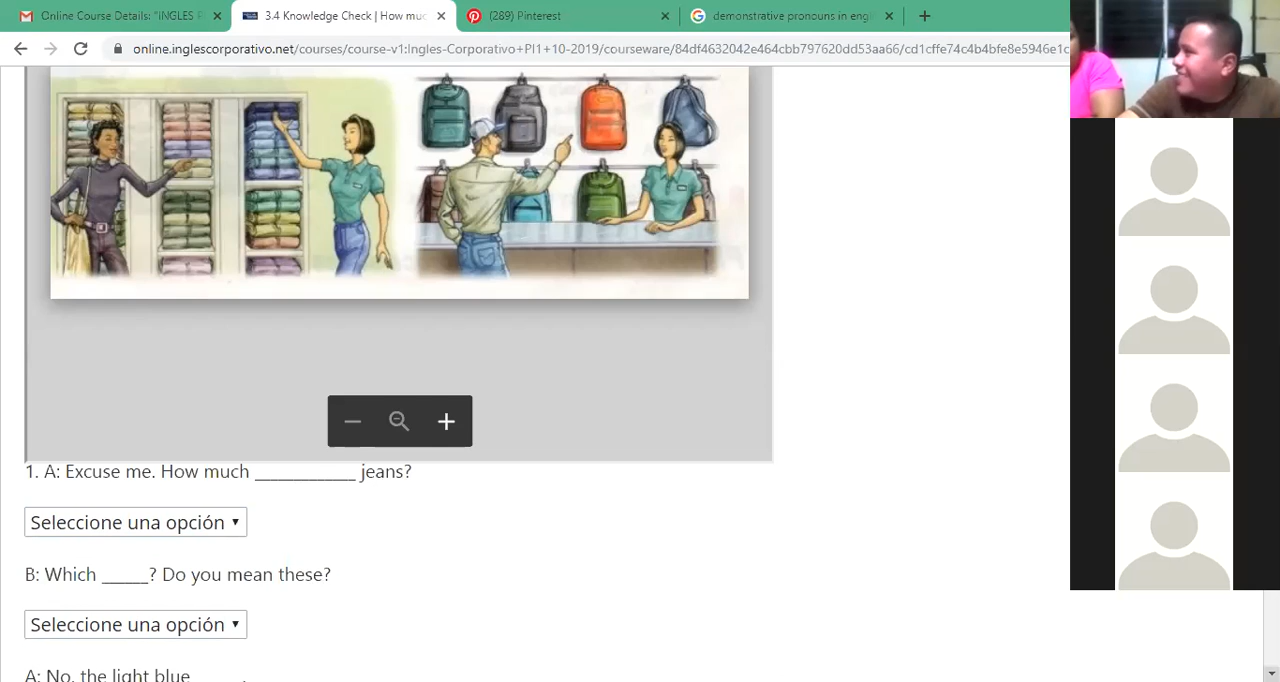 Online Course Details: "INGLES P
3.4 Knowledge Check | How muc
(289) Pinterest
demonstrative pronouns in engl
online.inglescorporativo.net/courses/course-v1:Ingles-Corporativo+PI1+10-2019/courseware/84df4632042e464cbb797620dd53aa66/cd1cffe74c4b4bfe8e5946e1c
1. A: Excuse me. How much ____________ jeans?
Seleccione una opción
B: Which _____? Do you mean these?
Seleccione una opción
A: No, the light blue ______.